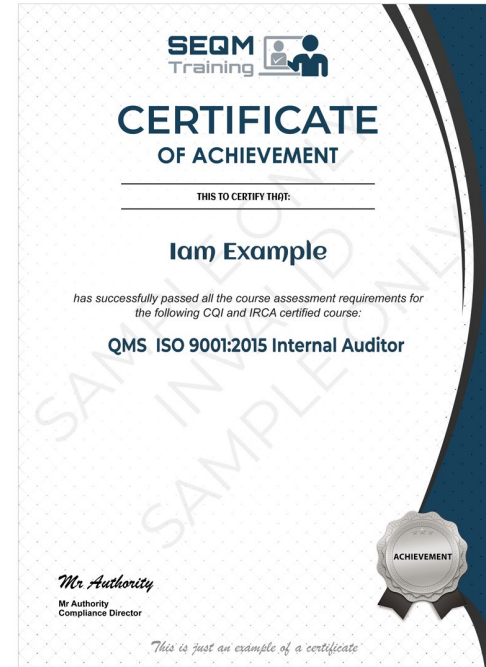 SEQM
Training
CERTIFICATE
OF ACHIEVEMENT
THIS TO CERTIFY THAT:
Iam Example
has successfully passed all the course assessment requirements for
the following CQI and IRCA certified course:
QMS ISO 9001:2015 Internal Auditor
SAMPLE ONLY
INVALID
SAMPLE ONLY
ACHIEVEMENT
Mr Authority
Mr Authority
Compliance Director
This is just an example of a certificate